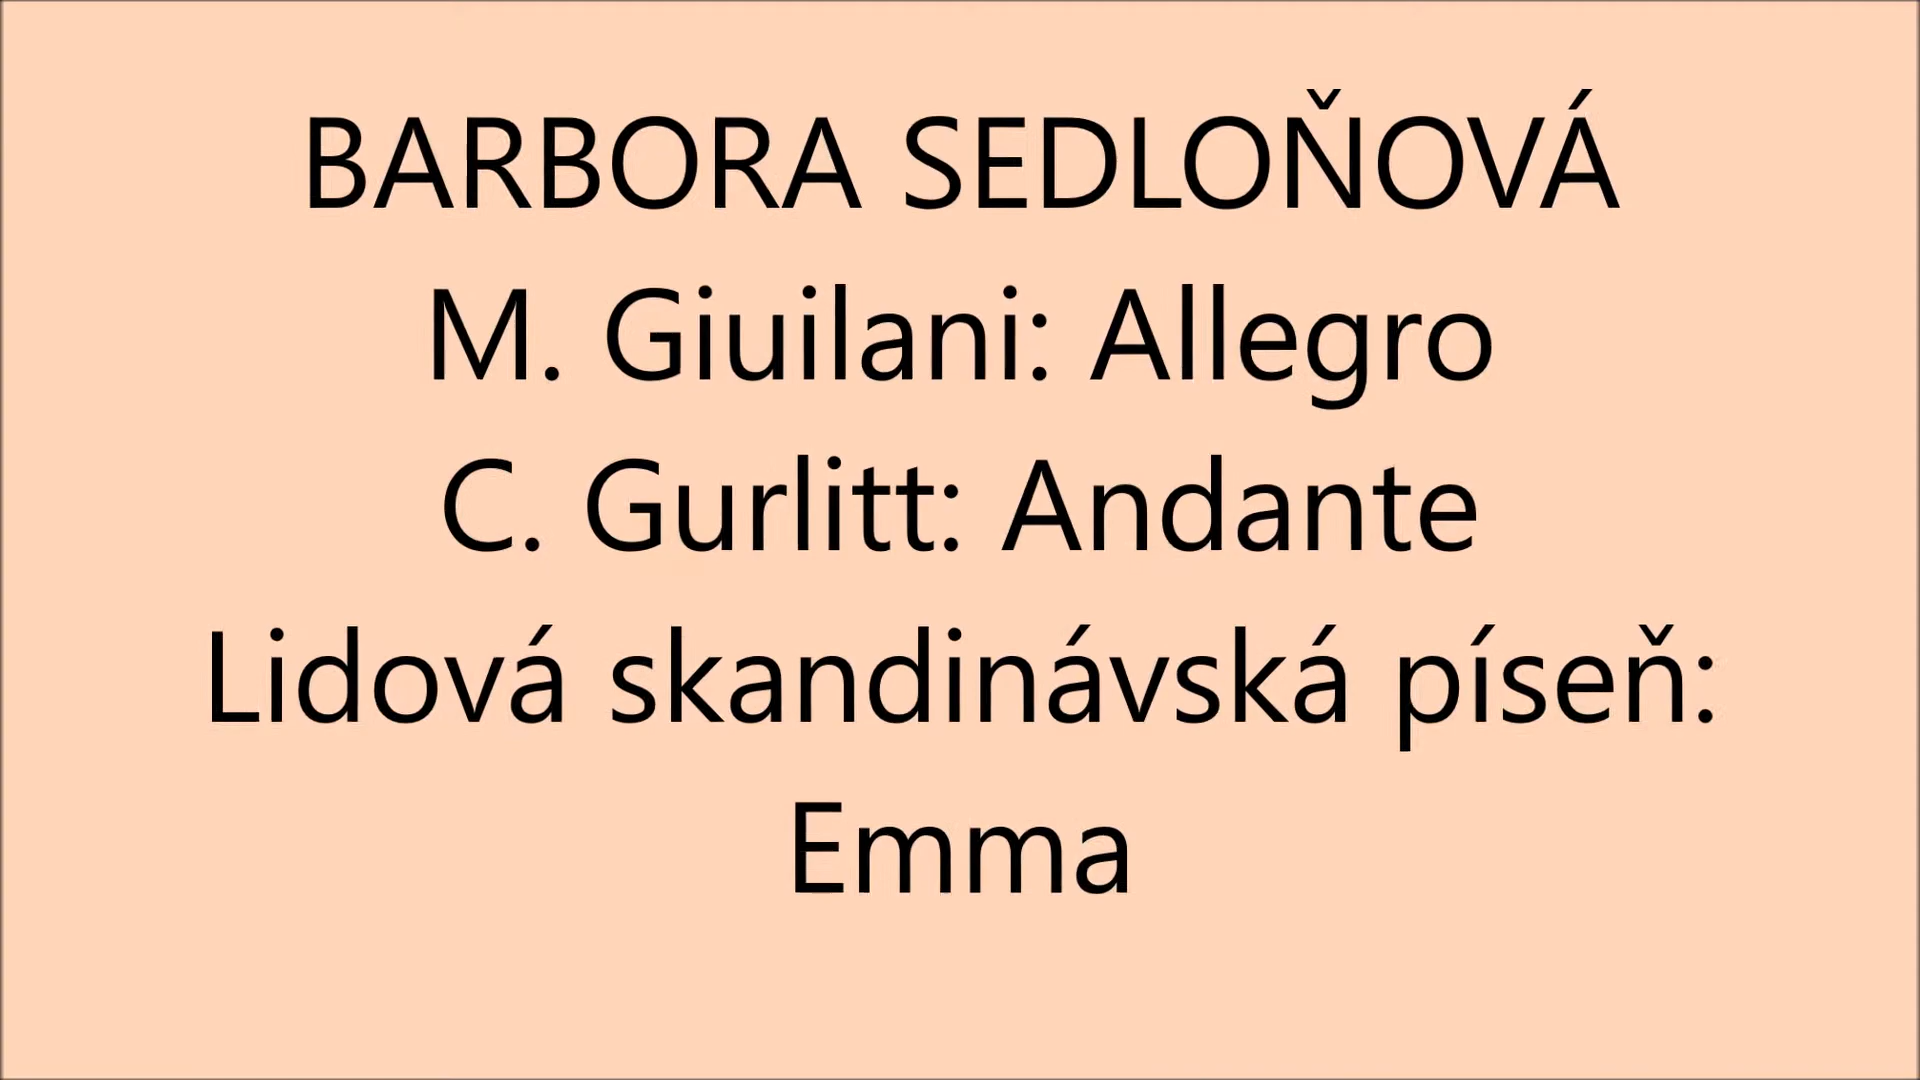 BARBORA SEDLOŇOVÁ
M. Giuilani: Allegro
C. Gurlitt: Andante
Lidová skandinávská píseň:
Emma